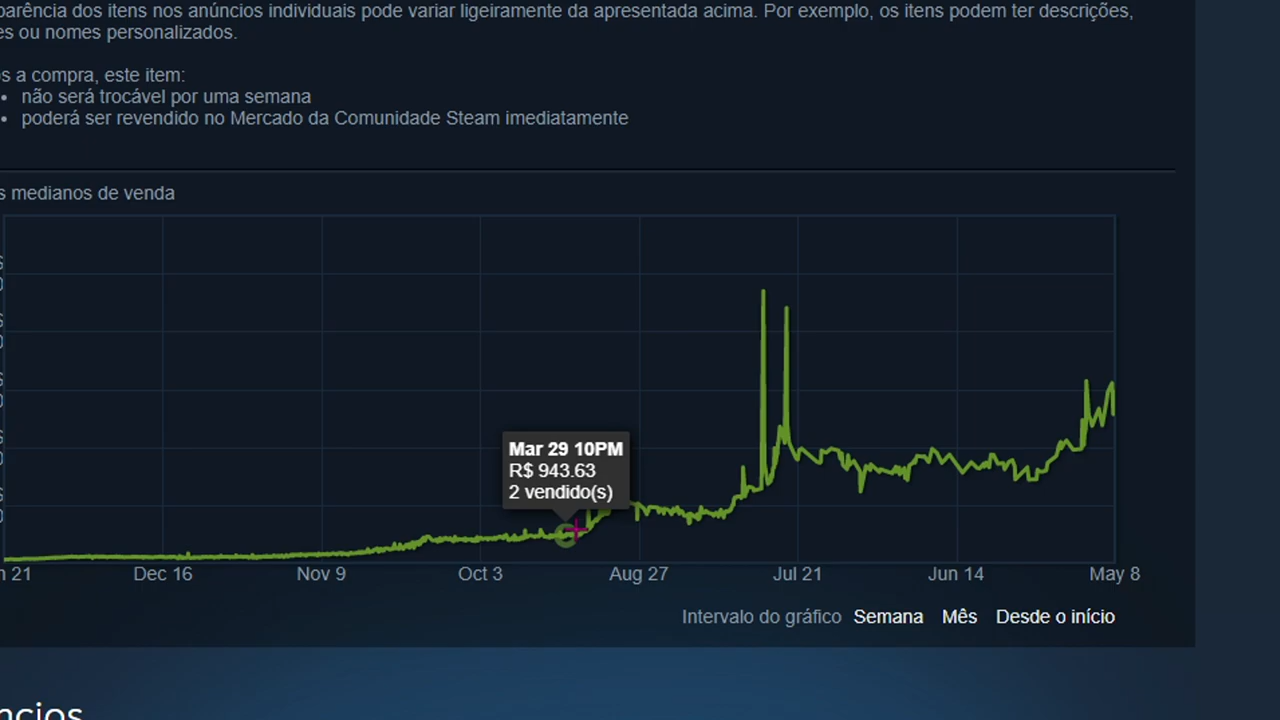 parência dos itens nos anúncios individuais pode variar ligeiramente da apresentada acima. Por exemplo, os itens podem ter descrições,
es ou nomes personalizados.
s a compra, este item:
• não será trocável por uma semana
• poderá ser revendido no Mercado da Comunidade Steam imediatamente
s medianos de venda
Mar 29 10PM
R$ 943.63
2 vendido(s)
n 21 Dec 16 Nov 9 Oct 3 Aug 27 Jul 21 Jun 14 May 8
Intervalo do gráfico Semana Mês Desde o início
ncios